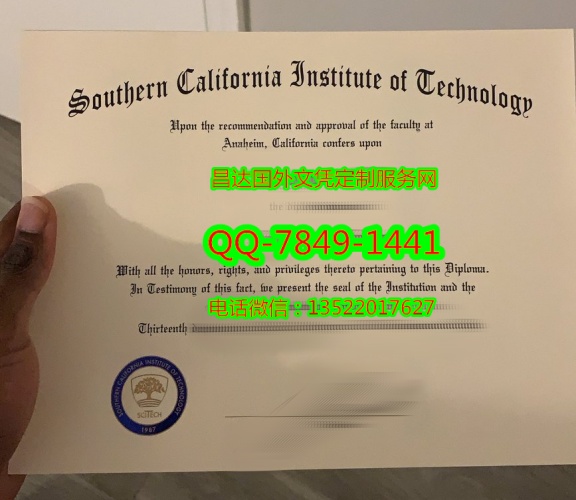 Southern California Institute of Technology
Upon the recommendation and approval of the faculty at
Anaheim, California confers upon
昌达国外文凭定制服务网
QQ-7849-1441
With all the honors, rights, and privileges thereto pertaining to this Diploma.
In Testimony of this fact, we present the seal of the Institution and the
电话微信：13522017627
Thirteenth
SOUTHERN CALIFORNIA INSTITUTE OF TECHNOLOGY
SCITECH
1987